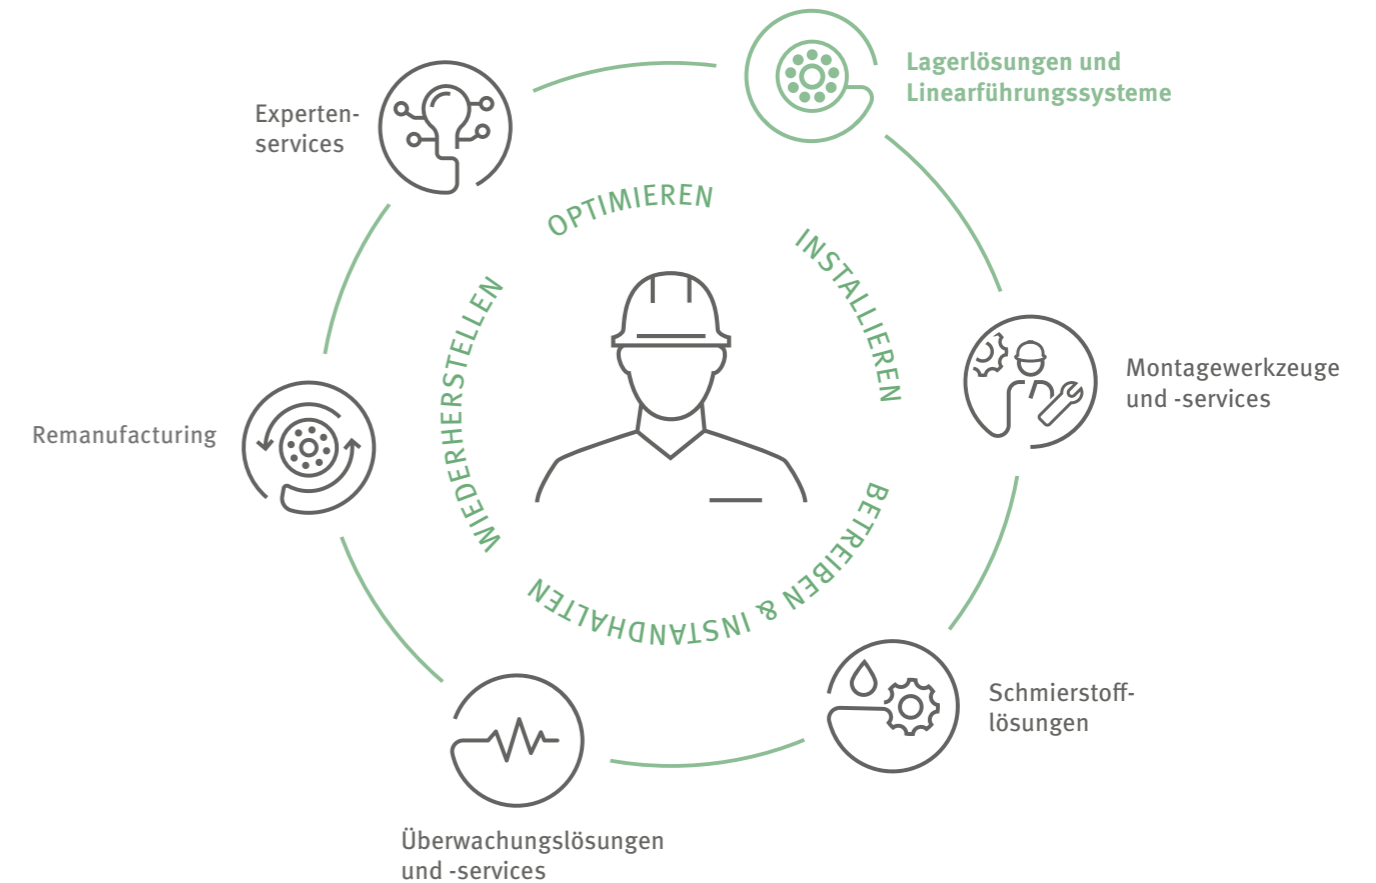 Lagerlösungen und
Linearführungssysteme
Experten-
services
OPTIMIEREN
INSTALLIEREN
WIEDERHERSTELLEN
Montagewerkzeuge
und -services
Remanufacturing
BETREIBEN & INSTANDHALTEN
Schmierstoff-
lösungen
Überwachungslösungen
und -services